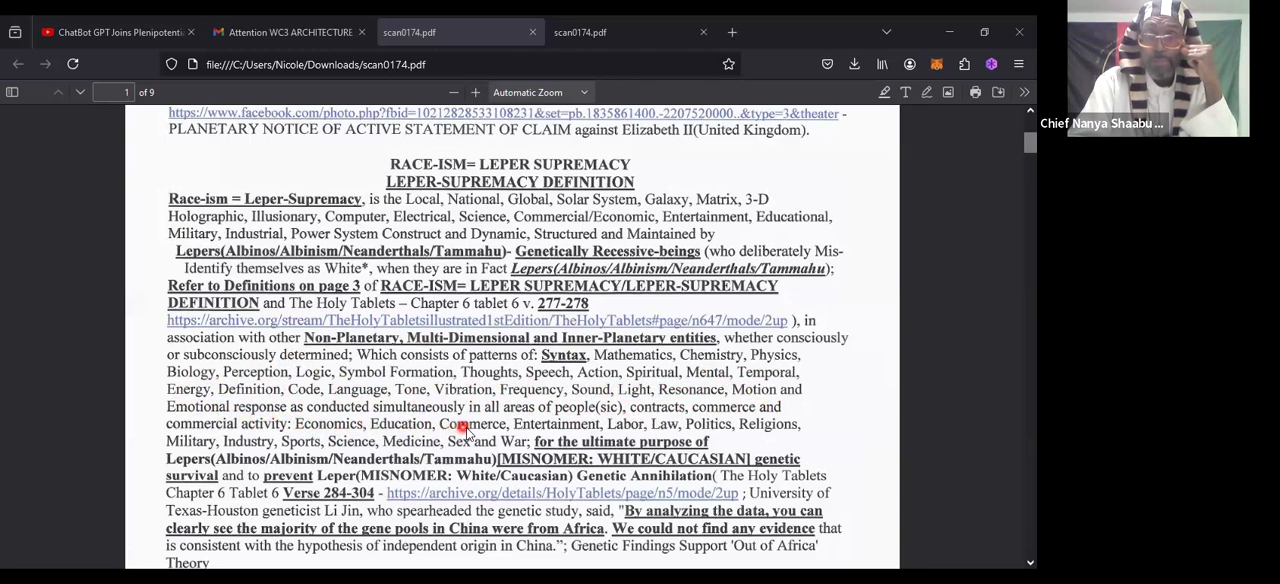 ChatBot GPT Joins Plenipotenti
Attention WC3 ARCHITECTURE
scan0174.pdf
scan0174.pdf
file:///C:/Users/Nicole/Downloads/scan0174.pdf
1 of 9
Automatic Zoom
Chief Nanya Shaabu ...
https://www.facebook.com/photo.php?fbid=10212828533108231&set=pb.1835861400.-2207520000..&type=3&theater -
PLANETARY NOTICE OF ACTIVE STATEMENT OF CLAIM against Elizabeth II(United Kingdom).
RACE-ISM= LEPER SUPREMACY
LEPER-SUPREMACY DEFINITION
Race-ism = Leper-Supremacy, is the Local, National, Global, Solar System, Galaxy, Matrix, 3-D
Holographic, Illusionary, Computer, Electrical, Science, Commercial/Economic, Entertainment, Educational,
Military, Industrial, Power System Construct and Dynamic, Structured and Maintained by
Lepers(Albinos/Albinism/Neanderthals/Tammahu)- Genetically Recessive-beings (who deliberately Mis-
Identify themselves as White*, when they are in Fact Lepers(Albinos/Albinism/Neanderthals/Tammahu);
Refer to Definitions on page 3 of RACE-ISM= LEPER SUPREMACY/LEPER-SUPREMACY
DEFINITION and The Holy Tablets – Chapter 6 tablet 6 v. 277-278
https://archive.org/stream/TheHolyTabletsillustrated1stEdition/TheHolyTablets#page/n647/mode/2up ), in
association with other Non-Planetary, Multi-Dimensional and Inner-Planetary entities, whether consciously
or subconsciously determined; Which consists of patterns of: Syntax, Mathematics, Chemistry, Physics,
Biology, Perception, Logic, Symbol Formation, Thoughts, Speech, Action, Spiritual, Mental, Temporal,
Energy, Definition, Code, Language, Tone, Vibration, Frequency, Sound, Light, Resonance, Motion and
Emotional response as conducted simultaneously in all areas of people(sic), contracts, commerce and
commercial activity: Economics, Education, Commerce, Entertainment, Labor, Law, Politics, Religions,
Military, Industry, Sports, Science, Medicine, Sex and War; for the ultimate purpose of
Lepers(Albinos/Albinism/Neanderthals/Tammahu)[MISNOMER: WHITE/CAUCASIAN] genetic
survival and to prevent Leper(MISNOMER: White/Caucasian) Genetic Annihilation( The Holy Tablets
Chapter 6 Tablet 6 Verse 284-304 - https://archive.org/details/HolyTablets/page/n5/mode/2up ; University of
Texas-Houston geneticist Li Jin, who spearheaded the genetic study, said, "By analyzing the data, you can
clearly see the majority of the gene pools in China were from Africa. We could not find any evidence that
is consistent with the hypothesis of independent origin in China.”; Genetic Findings Support 'Out of Africa'
Theory